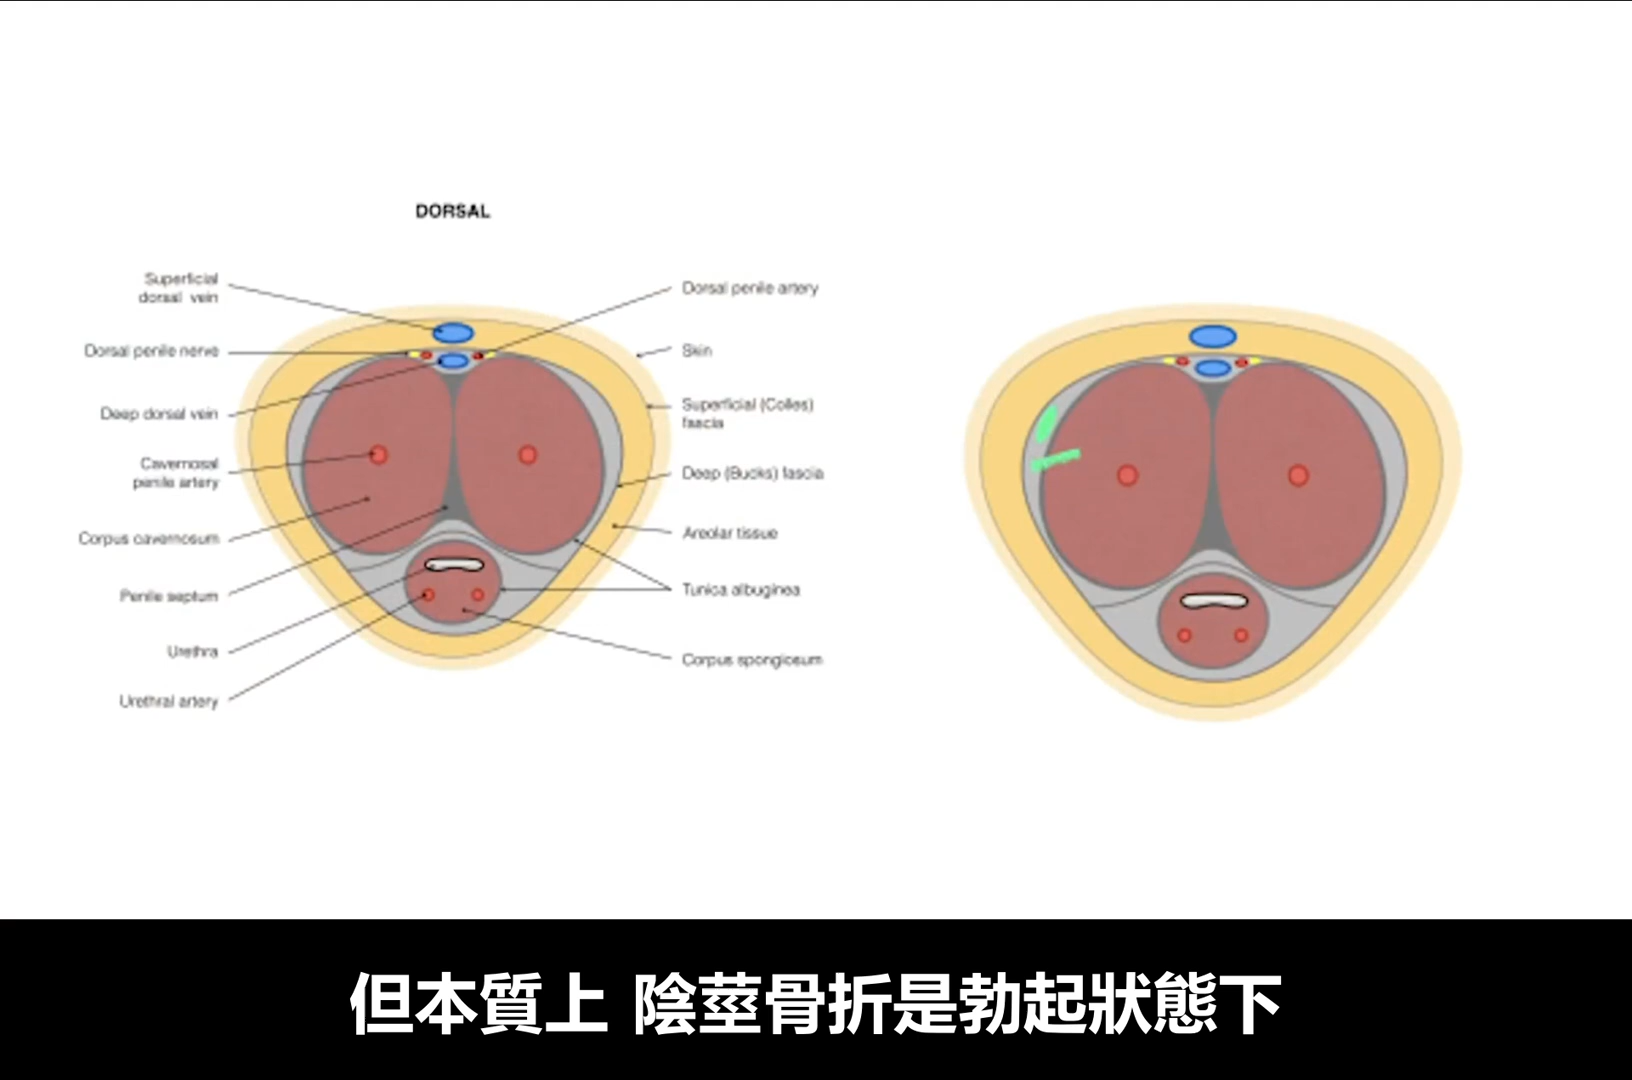 DORSAL
Superficial
dorsal vein
Dorsal penile nerve
Deep dorsal vein
Cavernosal
penile artery
Corpus cavernosum
Penile septum
Urethra
Urethral artery
Dorsal penile artery
Skin
Superficial (Colles)
fascia
Deep (Bucks) fascia
Areolar tissue
Tunica albuginea
Corpus spongiosum
但本質上 陰莖骨折是勃起狀態下